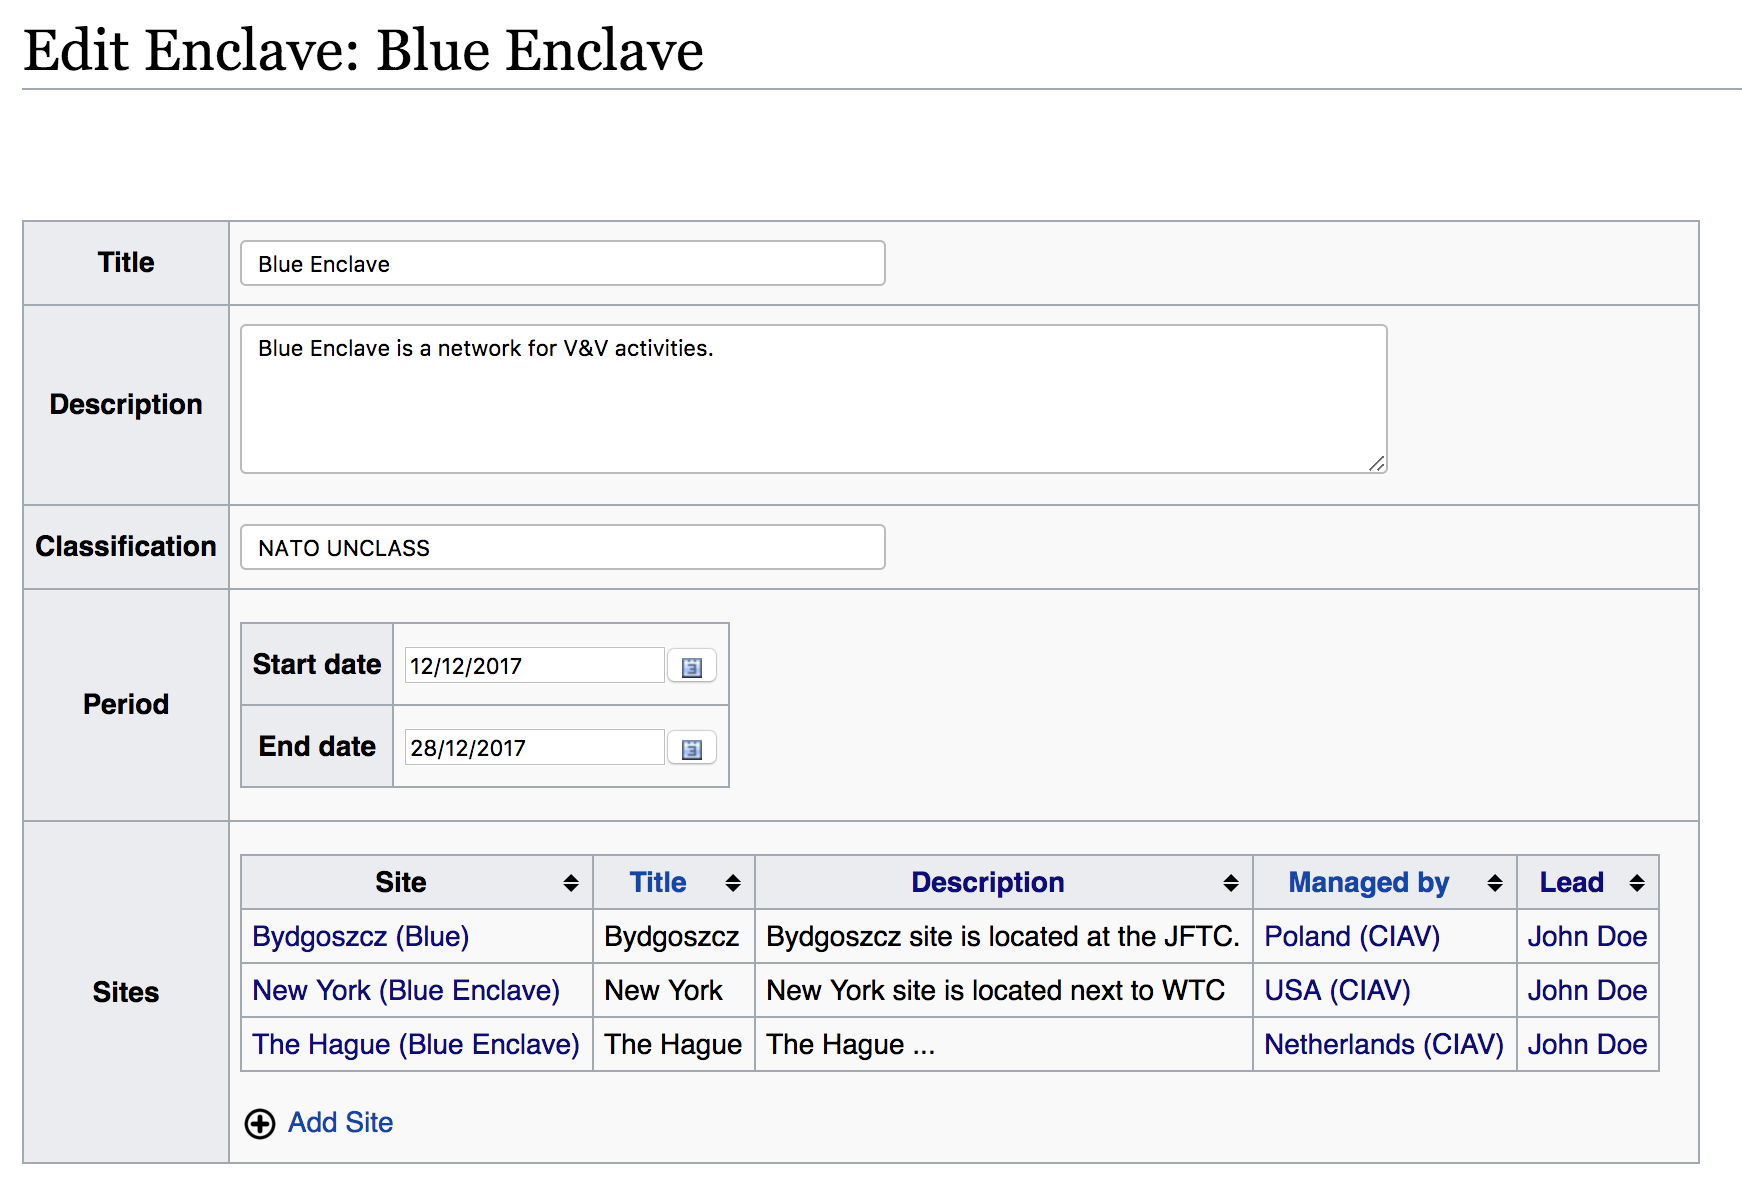 Edit Enclave: Blue Enclave
Title
Blue Enclave
Description
Blue Enclave is a network for V&V activities.
Classification
NATO UNCLASS
Period
Start date
12/12/2017
End date
28/12/2017
Sites
Site Title Description Managed by Lead
Bydgoszcz (Blue) Bydgoszcz Bydgoszcz site is located at the JFTC. Poland (CIAV) John Doe
New York (Blue Enclave) New York New York site is located next to WTC USA (CIAV) John Doe
The Hague (Blue Enclave) The Hague The Hague ... Netherlands (CIAV) John Doe
Add Site